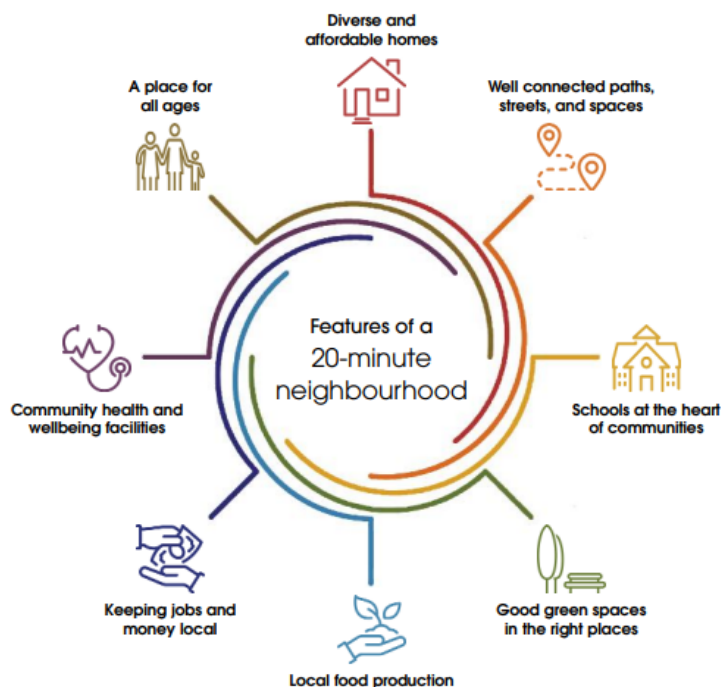 Diverse and
affordable homes
A place for
all ages
Well connected paths,
streets, and spaces
Features of a
20-minute
neighbourhood
Community health and
wellbeing facilities
Schools at the heart
of communities
Keeping jobs and
money local
Good green spaces
in the right places
Local food production